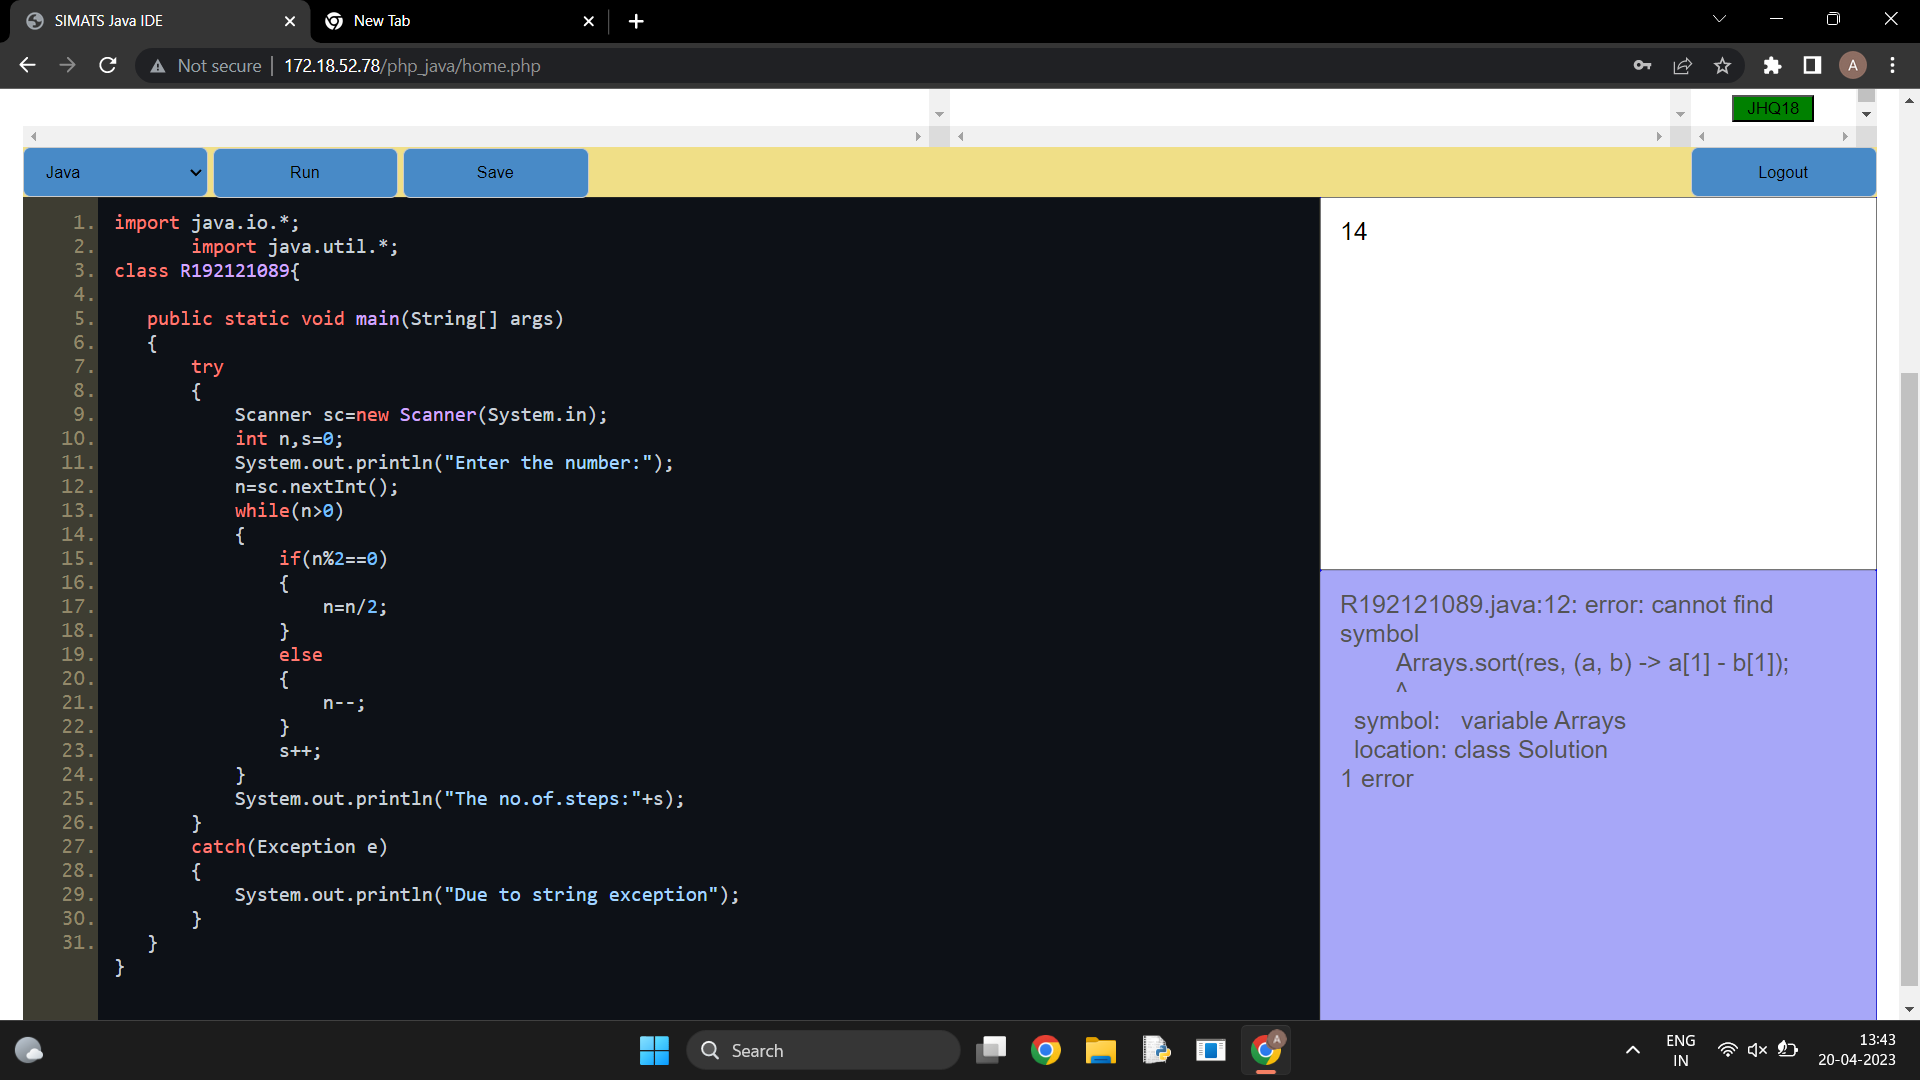 SIMATS Java IDE
New Tab
Not secure
172.18.52.78/php_java/home.php
A
JHQ18
Java
Run
Save
Logout
1. import java.io.*;
2. import java.util.*;
3. class R192121089{
4.
5. public static void main(String[] args)
6. {
7. try
8. {
9. Scanner sc=new Scanner(System.in);
10. int n,s=0;
11. System.out.println("Enter the number:");
12. n=sc.nextInt();
13. while(n>0)
14. {
15. if(n%2==0)
16. {
17. n=n/2;
18. }
19. else
20. {
21. n--;
22. }
23. s++;
24. }
25. System.out.println("The no.of.steps:"+s);
26. }
27. catch(Exception e)
28. {
29. System.out.println("Due to string exception");
30. }
31. }
}
14
R192121089.java:12: error: cannot find
symbol
Arrays.sort(res, (a, b) -> a[1] - b[1]);
^
symbol: variable Arrays
location: class Solution
1 error
Search
A
ENG
IN
13:43
20-04-2023